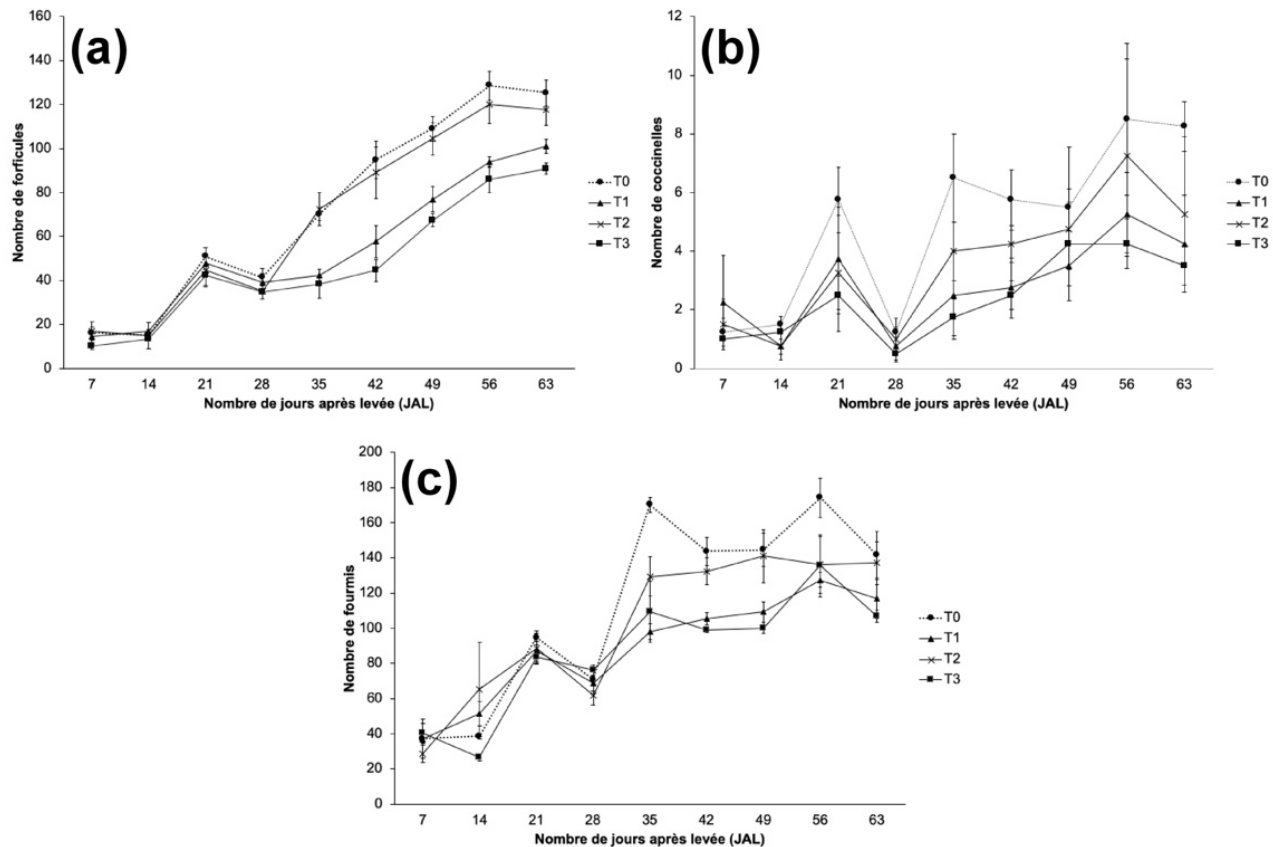 (a)
160
140
120
100
80
60
40
20
0
Nombre de forficules
7 14 21 28 35 42 49 56 63
Nombre de jours après levée (JAL)
T0
T1
T2
T3
(b)
12
10
8
6
4
2
0
Nombre de coccinelles
7 14 21 28 35 42 49 56 63
Nombre de jours après levée (JAL)
T0
T1
T2
T3
(c)
200
180
160
140
120
100
80
60
40
20
0
Nombre de fourmis
7 14 21 28 35 42 49 56 63
Nombre de jours après levée (JAL)
T0
T1
T2
T3